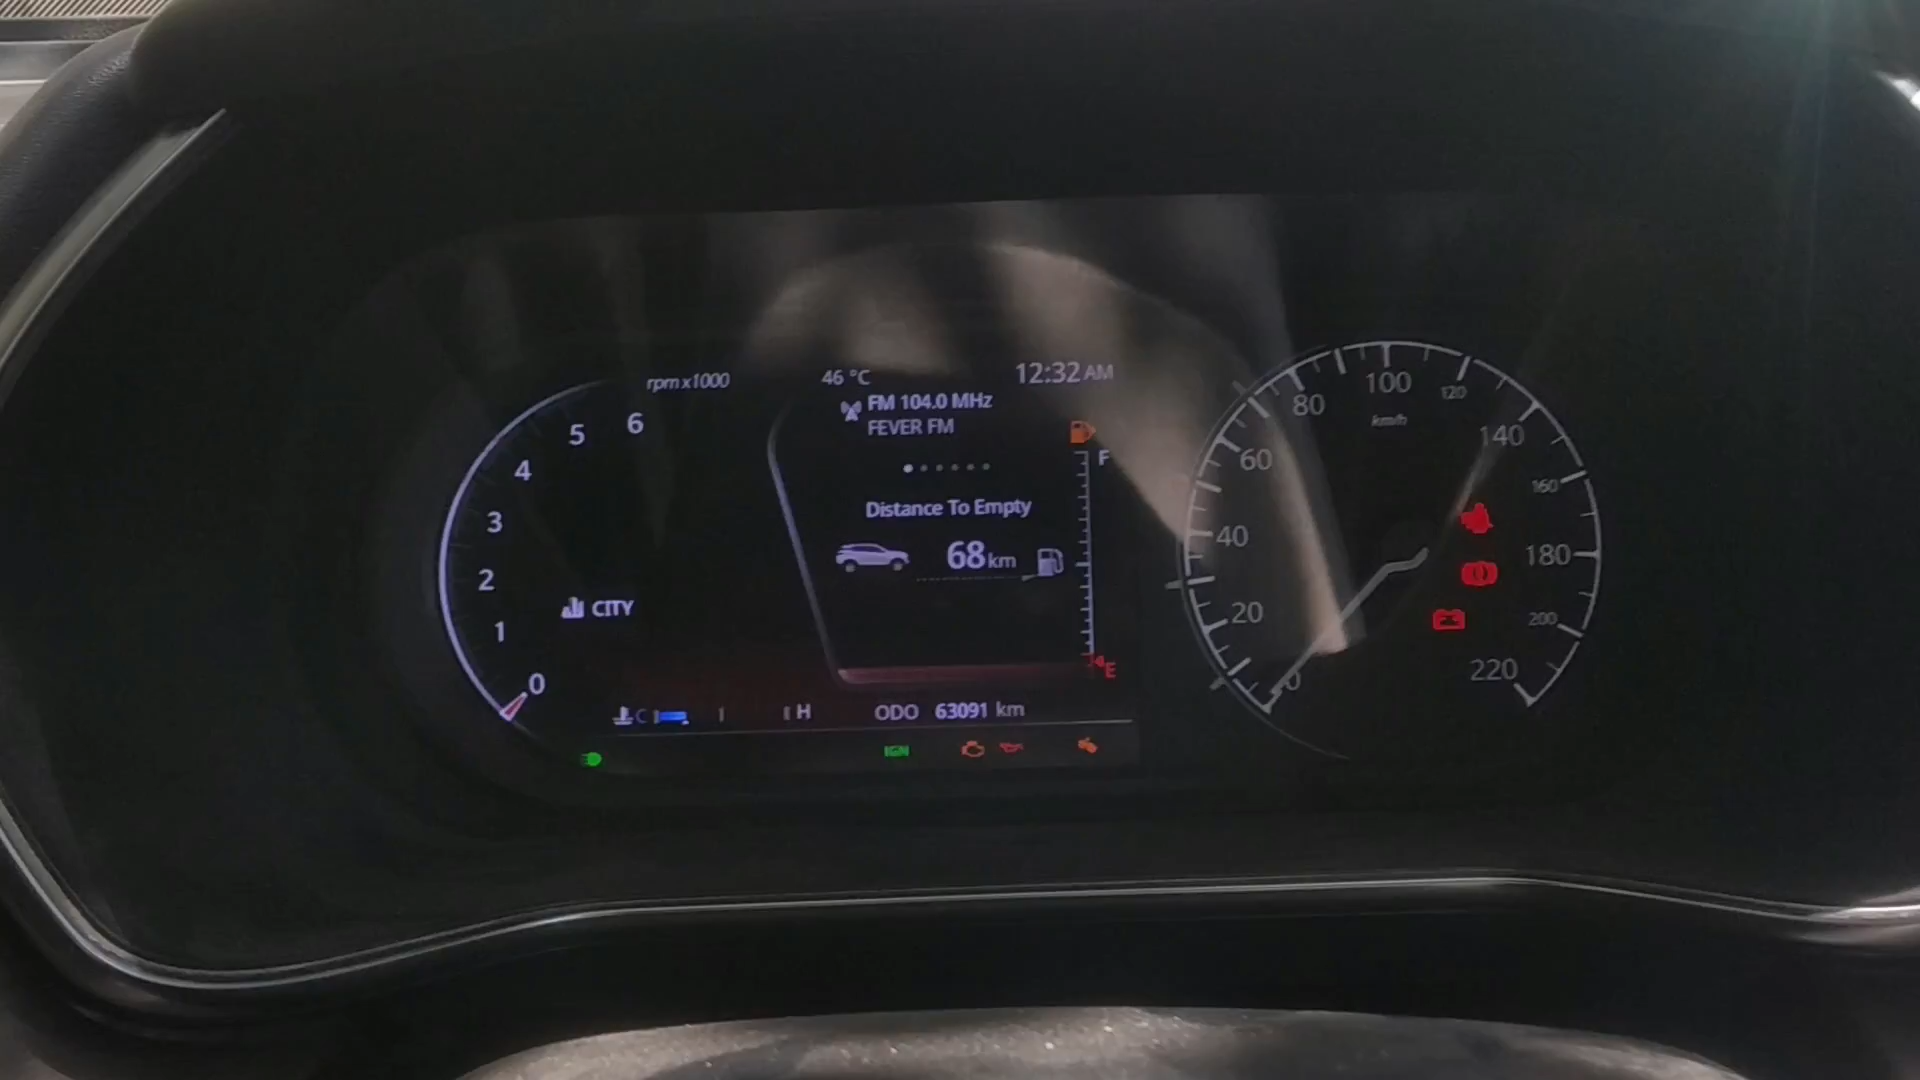 rpm x1000
46 °C
12:32 AM
FM 104.0 MHz
FEVER FM
Distance To Empty
68 km
F
E
6
5
4
3
2
1
0
CITY
C
H
ODO 63091 km
IGN
km/h
0
20
40
60
80
100
120
140
160
180
200
220